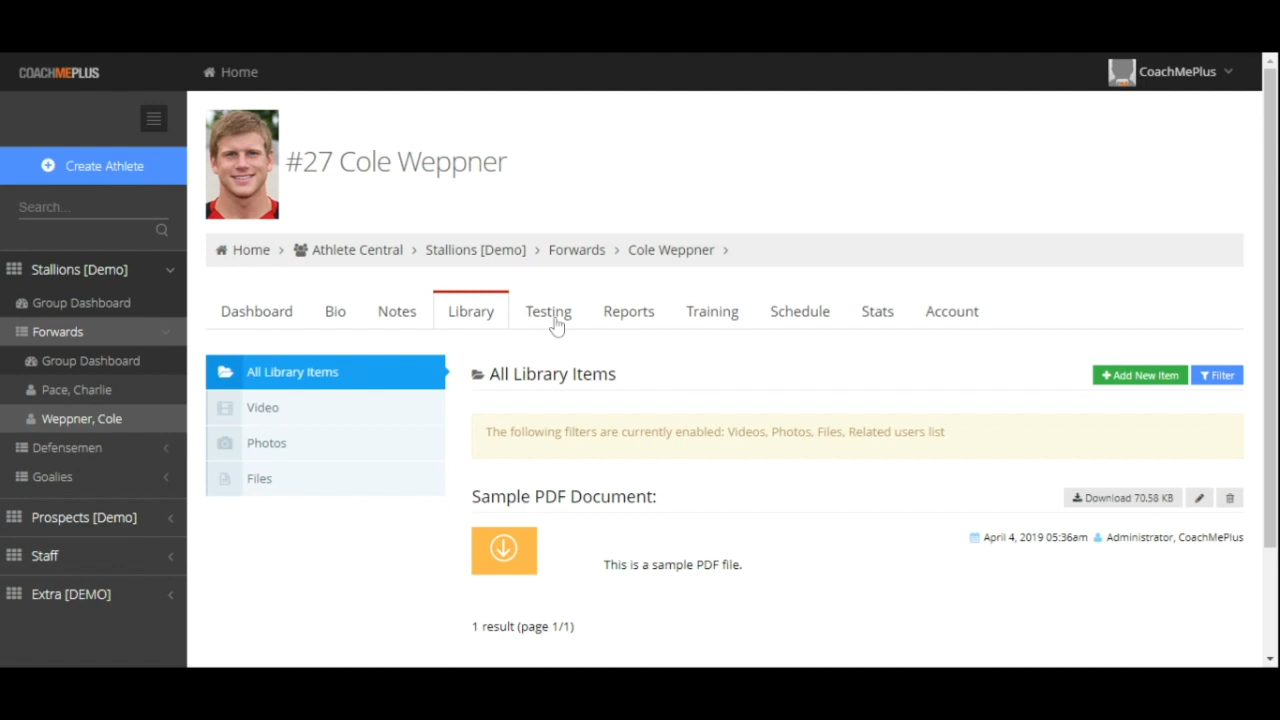 COACHMEPLUS
Home
CoachMePlus
Create Athlete
Search...
Stallions [Demo]
Group Dashboard
Forwards
Group Dashboard
Pace, Charlie
Weppner, Cole
Defensemen
Goalies
Prospects [Demo]
Staff
Extra [DEMO]
#27 Cole Weppner
Home > Athlete Central > Stallions [Demo] > Forwards > Cole Weppner >
Dashboard Bio Notes Library Testing Reports Training Schedule Stats Account
All Library Items
Video
Photos
Files
All Library Items
Add New Item Filter
The following filters are currently enabled: Videos, Photos, Files, Related users list
Sample PDF Document:
Download 70.58 KB
April 4, 2019 05:36am Administrator, CoachMePlus
This is a sample PDF file.
1 result (page 1/1)